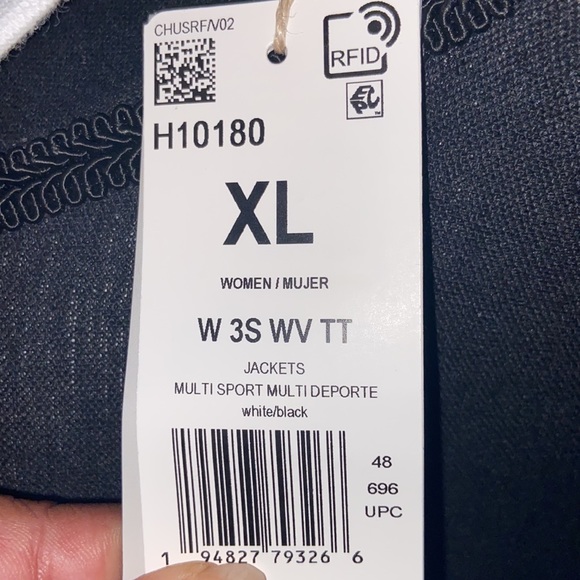 CHUSRF/V02
RFID
EPC
H10180
XL
WOMEN / MUJER
W 3S WV TT
JACKETS
MULTI SPORT MULTI DEPORTE
white/black
48
696
UPC
1 94827 79326 6